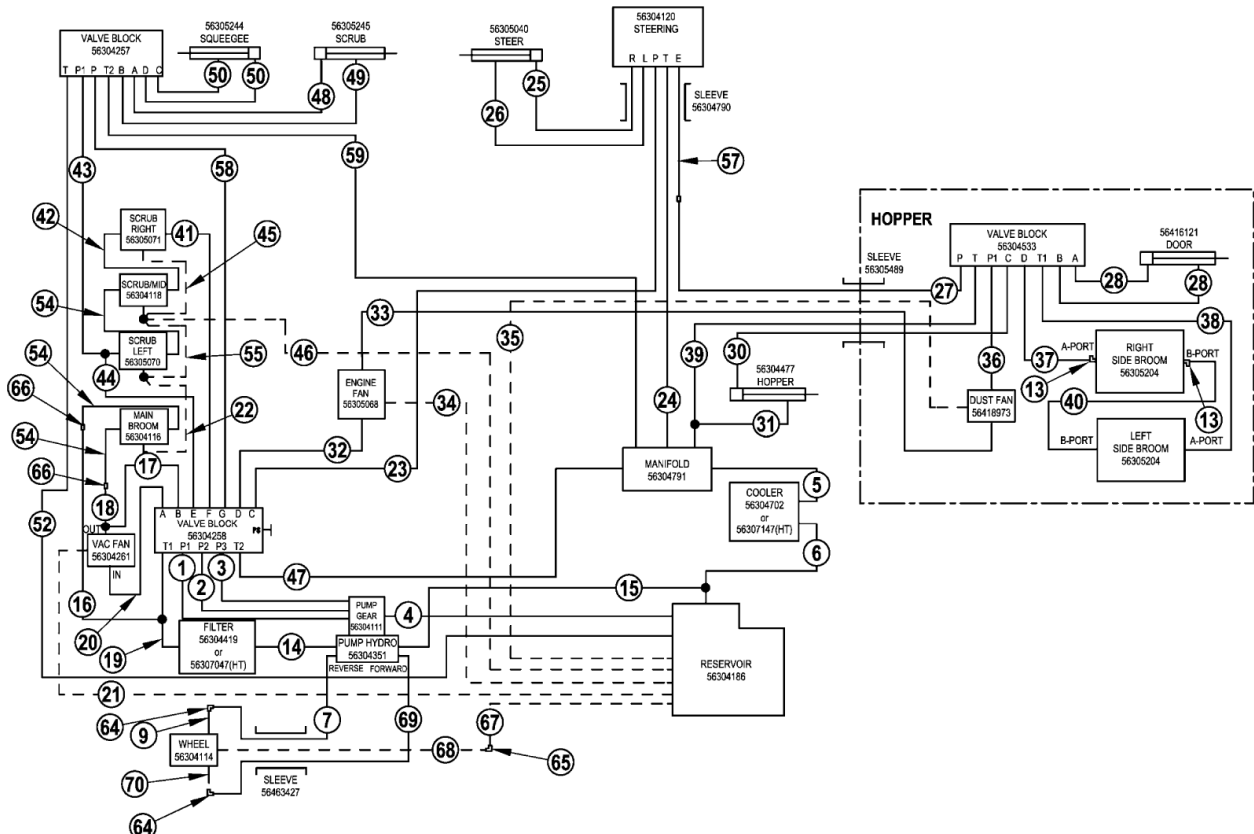 56305244
SQUEEGEE
56305245
SCRUB
56305040
STEER
56304120
STEERING
R L P T E
VALVE BLOCK
56304257
T P1 P T2 B A D C
50
50
48
49
25
26
SLEEVE
56304790
43
58
59
57
42
SCRUB
RIGHT
56305071
41
45
HOPPER
VALVE BLOCK
56304533
P T P1 C D T1 B A
56416121
DOOR
SLEEVE
56305489
27
28
28
54
SCRUB/MID
56304118
33
35
38
54
SCRUB
LEFT
56305070
55
46
39
30
36
37
A-PORT
RIGHT
SIDE BROOM
56305204
B-PORT
44
66
ENGINE
FAN
56305068
34
24
56304477
HOPPER
31
DUST FAN
56418973
13
13
40
MAIN
BROOM
56304116
22
54
17
32
23
B-PORT
LEFT
SIDE BROOM
56305204
A-PORT
66
18
MANIFOLD
56304791
5
COOLER
56304702
or
56307147(HT)
52
OUT
VAC FAN
56304261
IN
A B E F G D C
VALVE BLOCK
56304258
PS
T1 P1 P2 P3 T2
6
1
2
3
47
15
16
20
19
FILTER
56304419
or
56307047(HT)
14
PUMP
GEAR
56304111
4
PUMP HYDRO
56304351
REVERSE FORWARD
RESERVOIR
56304186
21
64
9
7
69
67
WHEEL
56304114
68
65
70
SLEEVE
56463427
64